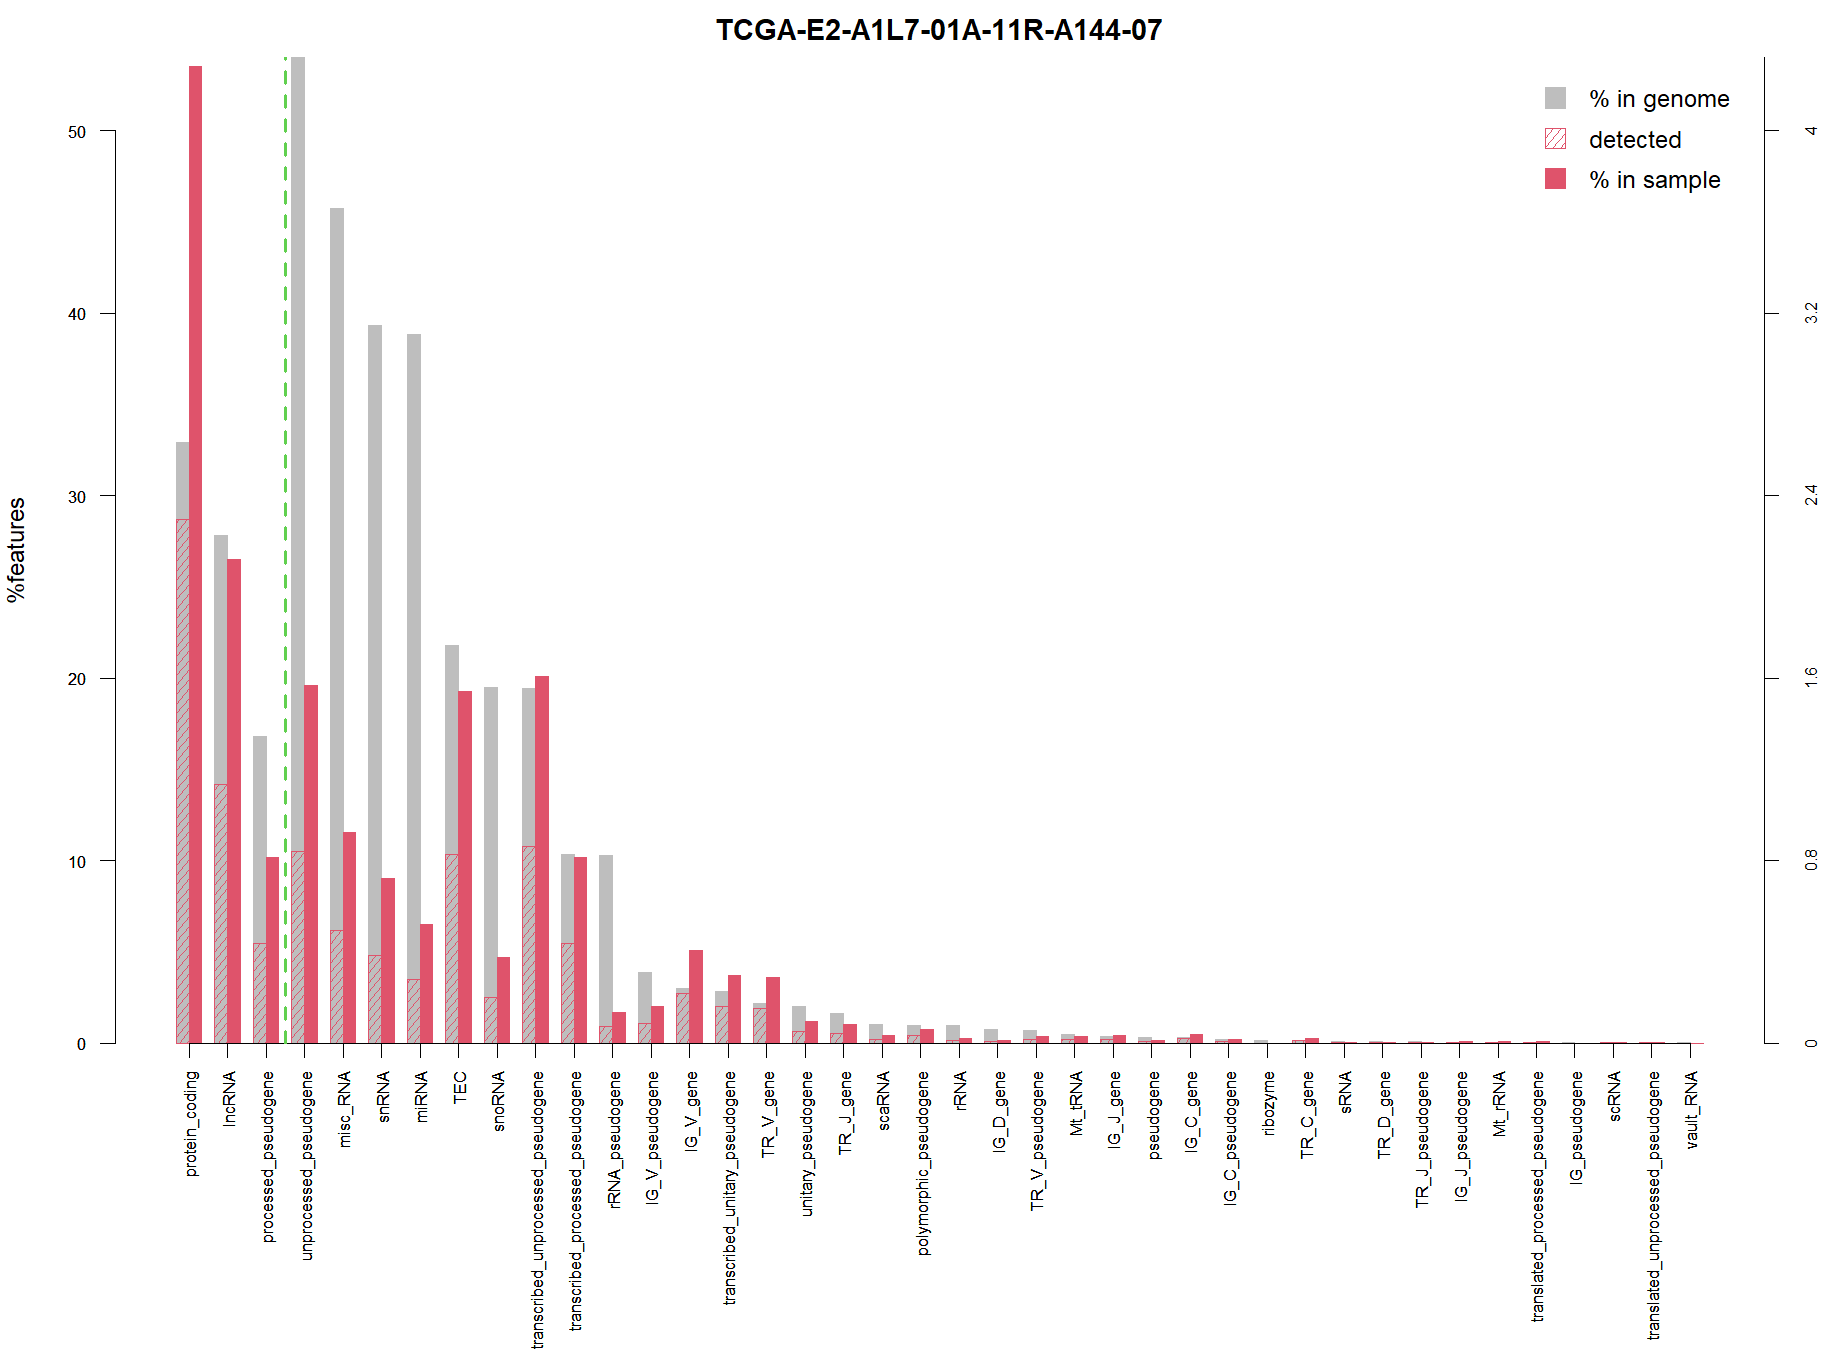 TCGA-E2-A1L7-01A-11R-A144-07
% in genome
detected
% in sample
%features
50
40
30
20
10
0
4
3.2
2.4
1.6
0.8
0
protein_coding
lncRNA
processed_pseudogene
unprocessed_pseudogene
misc_RNA
snRNA
miRNA
TEC
snoRNA
transcribed_unprocessed_pseudogene
transcribed_processed_pseudogene
rRNA_pseudogene
IG_V_pseudogene
IG_V_gene
transcribed_unitary_pseudogene
TR_V_gene
unitary_pseudogene
TR_J_gene
scaRNA
polymorphic_pseudogene
rRNA
IG_D_gene
TR_V_pseudogene
Mt_tRNA
IG_J_gene
pseudogene
IG_C_gene
IG_C_pseudogene
ribozyme
TR_C_gene
sRNA
TR_D_gene
TR_J_pseudogene
IG_J_pseudogene
Mt_rRNA
translated_processed_pseudogene
IG_pseudogene
scRNA
translated_unprocessed_pseudogene
vault_RNA